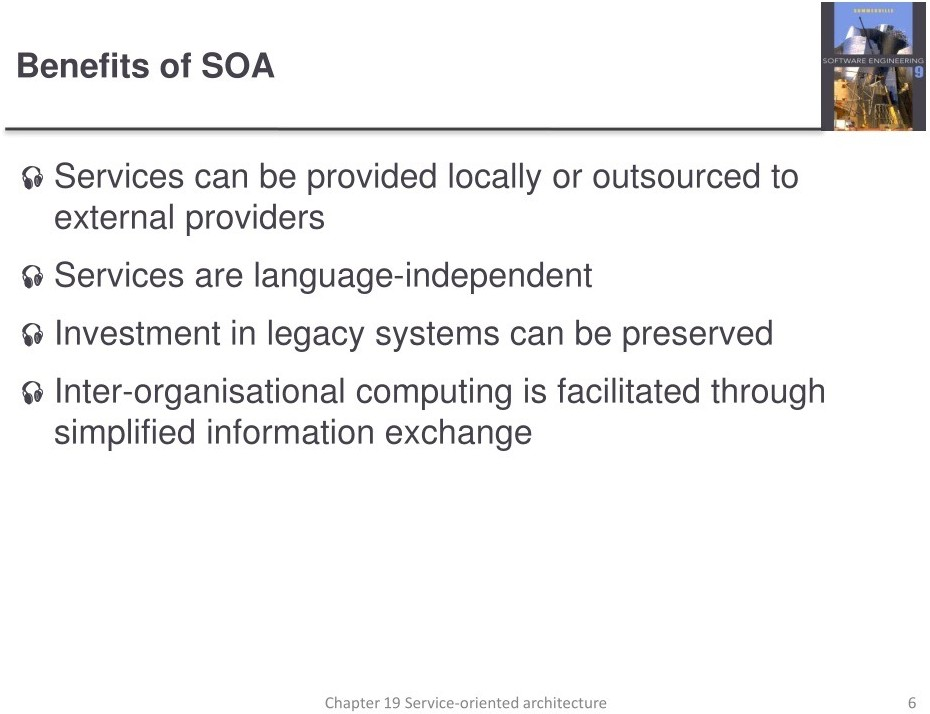 SOMMERVILLE
SOFTWARE ENGINEERING
9
Benefits of SOA
Services can be provided locally or outsourced to
external providers
Services are language-independent
Investment in legacy systems can be preserved
Inter-organisational computing is facilitated through
simplified information exchange
Chapter 19 Service-oriented architecture
6